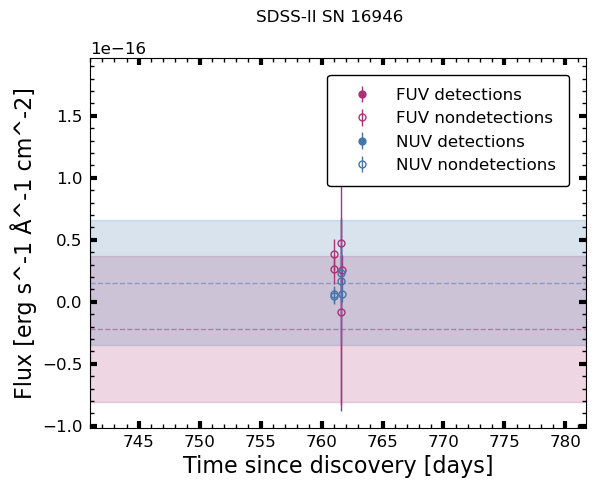 SDSS-II SN 16946
1e−16
FUV detections
FUV nondetections
NUV detections
NUV nondetections
1.5
1.0
0.5
0.0
−0.5
−1.0
Flux [erg s^-1 Å^-1 cm^-2]
745 750 755 760 765 770 775 780
Time since discovery [days]